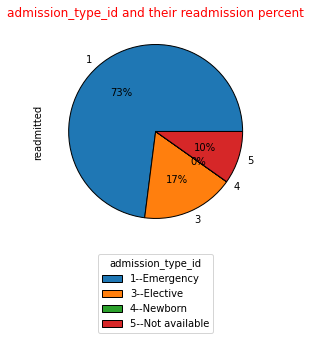 admission_type_id and their readmission percent
1
73%
readmitted
10%
0%
5
17%
4
3
admission_type_id
1--Emergency
3--Elective
4--Newborn
5--Not available